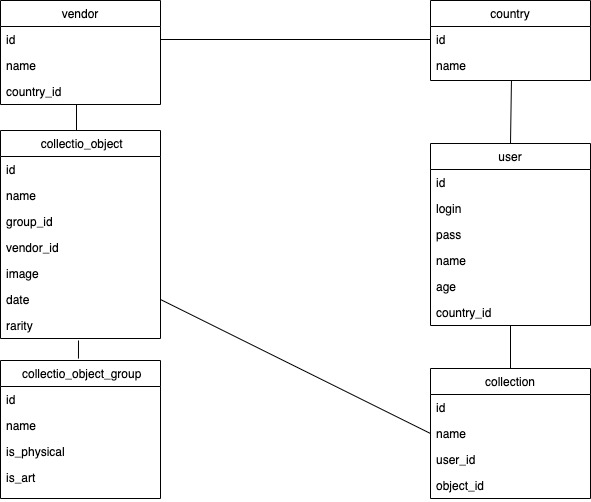 vendor
id
name
country_id
country
id
name
collectio_object
id
name
group_id
vendor_id
image
date
rarity
user
id
login
pass
name
age
country_id
collectio_object_group
id
name
is_physical
is_art
collection
id
name
user_id
object_id